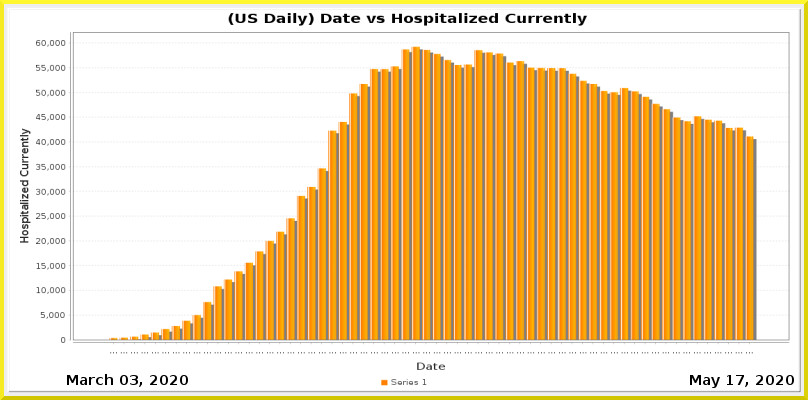 (US Daily) Date vs Hospitalized Currently
60,000
55,000
50,000
45,000
40,000
35,000
30,000
25,000
20,000
15,000
10,000
5,000
0
Hospitalized Currently
Date
March 03, 2020
Series 1
May 17, 2020